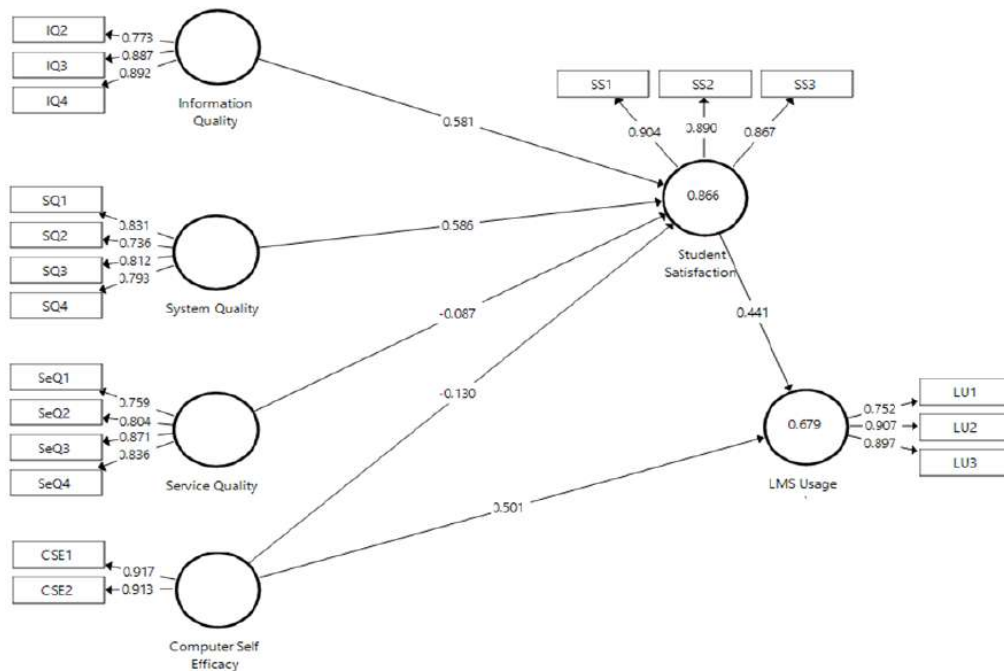 IQ2
0.773
IQ3
0.887
0.892
IQ4
Information
Quality
0.581
SS1
SS2
SS3
0.904
0.890
0.867
0.866
Student
Satisfaction
SQ1
0.831
SQ2
0.736
SQ3
0.812
0.793
SQ4
System Quality
0.586
-0.087
0.441
SeQ1
0.759
SeQ2
0.804
SeQ3
0.871
0.836
SeQ4
Service Quality
-0.130
0.679
LMS Usage
0.752
LU1
0.907
LU2
0.897
LU3
0.501
CSE1
0.917
CSE2
0.913
Computer Self
Efficacy